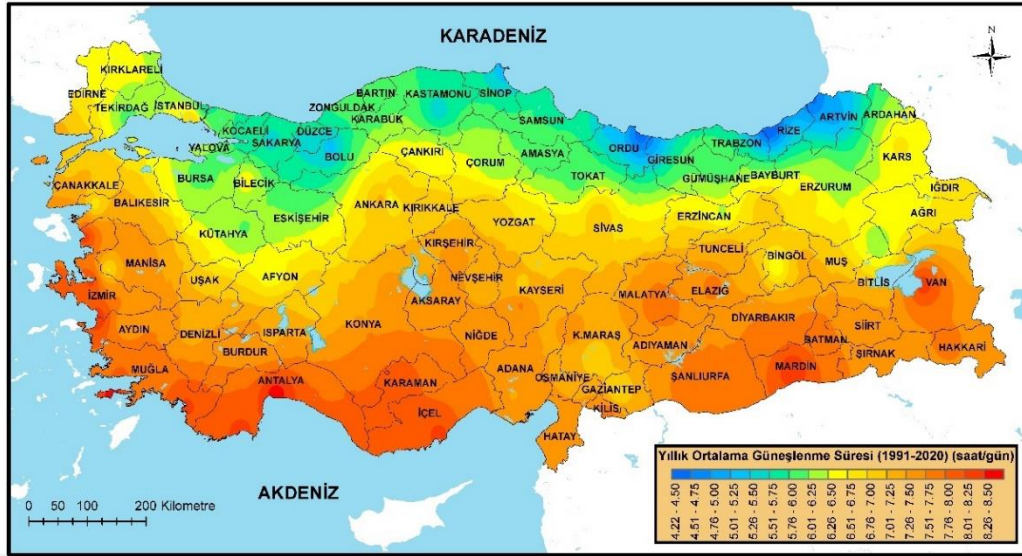 KARADENİZ
N
KIRKLARELİ
EDİRNE
TEKİRDAĞ
İSTANBUL
KOCAELİ
YALOVA
SAKARYA
DÜZCE
BOLU
ZONGULDAK
BARTIN
KARABÜK
KASTAMONU
SİNOP
SAMSUN
ORDU
GİRESUN
TRABZON
RİZE
ARTVİN
ARDAHAN
KARS
IĞDIR
AĞRI
ERZURUM
BAYBURT
GÜMÜŞHANE
TOKAT
AMASYA
ÇORUM
ÇANKIRI
BİLECİK
BURSA
ÇANAKKALE
BALIKESİR
KÜTAHYA
ESKİŞEHİR
ANKARA
KIRIKKALE
YOZGAT
SİVAS
ERZİNCAN
TUNCELİ
BİNGÖL
MUŞ
BİTLİS
VAN
HAKKARİ
ŞIRNAK
SİİRT
BATMAN
MARDİN
DİYARBAKIR
ELAZIĞ
MALATYA
ADIYAMAN
ŞANLIURFA
K.MARAŞ
KAYSERİ
NEVŞEHİR
KIRŞEHİR
AKSARAY
NİĞDE
KONYA
AFYON
UŞAK
MANİSA
İZMİR
AYDIN
DENİZLİ
ISPARTA
BURDUR
MUĞLA
ANTALYA
KARAMAN
İÇEL
ADANA
OSMANİYE
GAZİANTEP
KİLİS
HATAY
AKDENİZ
0 50 100 200 Kilometre
Yıllık Ortalama Güneşlenme Süresi (1991-2020) (saat/gün)
4.22 - 4.50
4.51 - 4.75
4.76 - 5.00
5.01 - 5.25
5.26 - 5.50
5.51 - 5.75
5.76 - 6.00
6.01 - 6.25
6.26 - 6.50
6.51 - 6.75
6.76 - 7.00
7.01 - 7.25
7.26 - 7.50
7.51 - 7.75
7.76 - 8.00
8.01 - 8.25
8.26 - 8.50